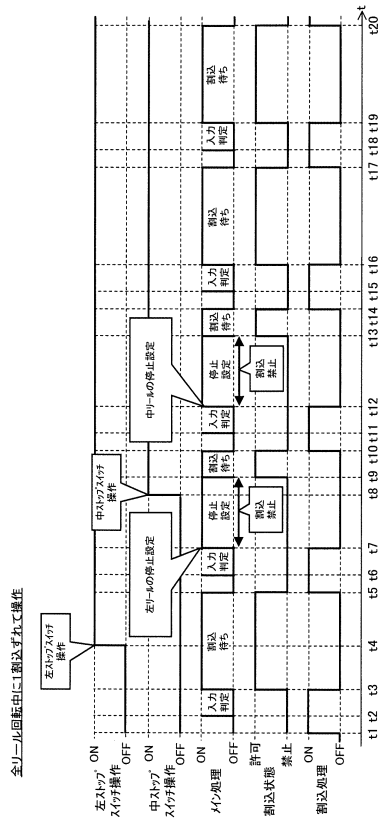 全リール回転中に1割込ずれて操作
左ストップスイッチ
操作
中ストップスイッチ
操作
左ストップ
スイッチ操作
ON
OFF
中ストップ
スイッチ操作
ON
OFF
左リールの停止設定
中リールの停止設定
メイン処理
ON
OFF
入力
判定
割込
待ち
入力
判定
停止
設定
割込
待ち
入力
判定
停止
設定
割込
待ち
入力
判定
割込
待ち
入力
判定
割込
待ち
割込状態
許可
禁止
割込
禁止
割込
禁止
割込処理
ON
OFF
t1 t2 t3 t4 t5 t6 t7 t8 t9 t10 t11 t12 t13 t14 t15 t16 t17 t18 t19 t20
t